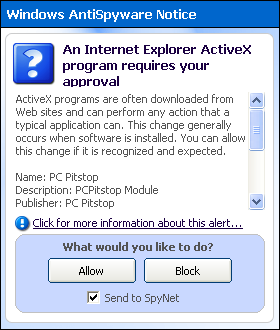 Windows AntiSpyware Notice
An Internet Explorer ActiveX
program requires your
approval
ActiveX programs are often downloaded from
Web sites and can perform any action that a
typical application can. This change generally
occurs when software is installed. You can allow
this change if it is recognized and expected.
Name: PC Pitstop
Description: PCPitstop Module
Publisher: PC Pitstop
Click for more information about this alert...
What would you like to do?
Allow Block
Send to SpyNet